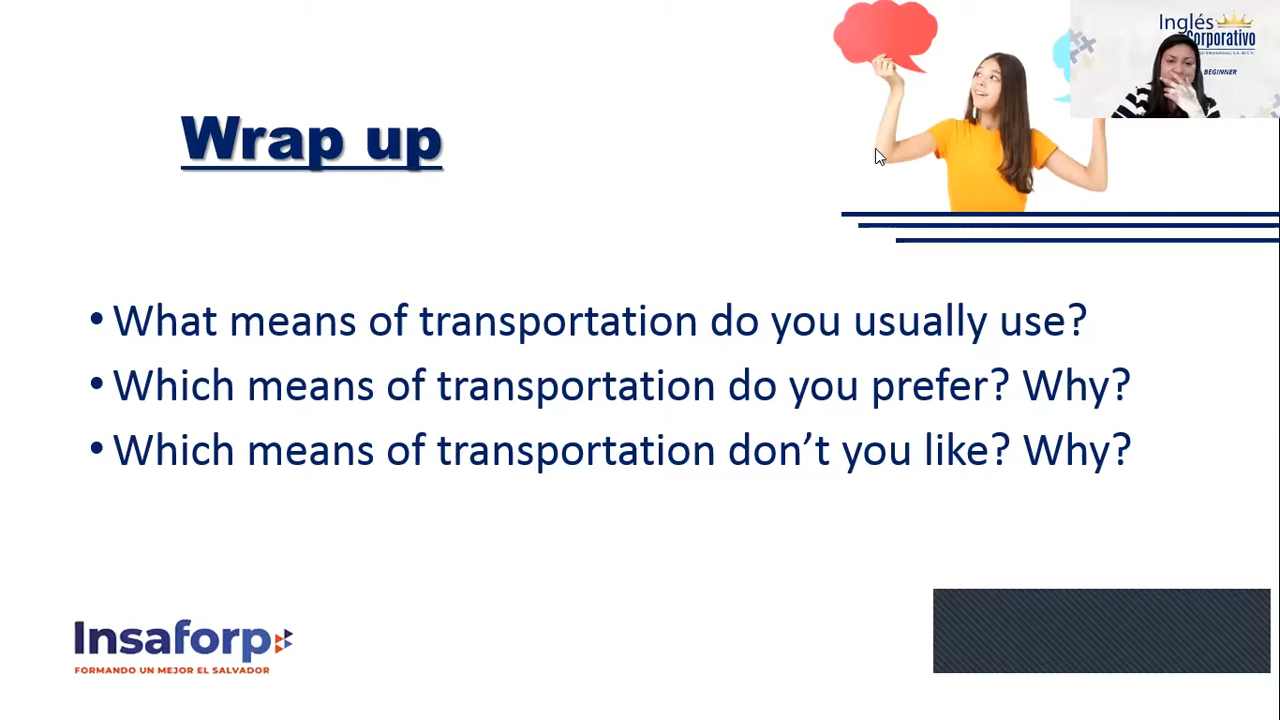 Inglés
Corporativo
BEGINNER
Wrap up
• What means of transportation do you usually use?
• Which means of transportation do you prefer? Why?
• Which means of transportation don’t you like? Why?
Insaforp
FORMANDO UN MEJOR EL SALVADOR